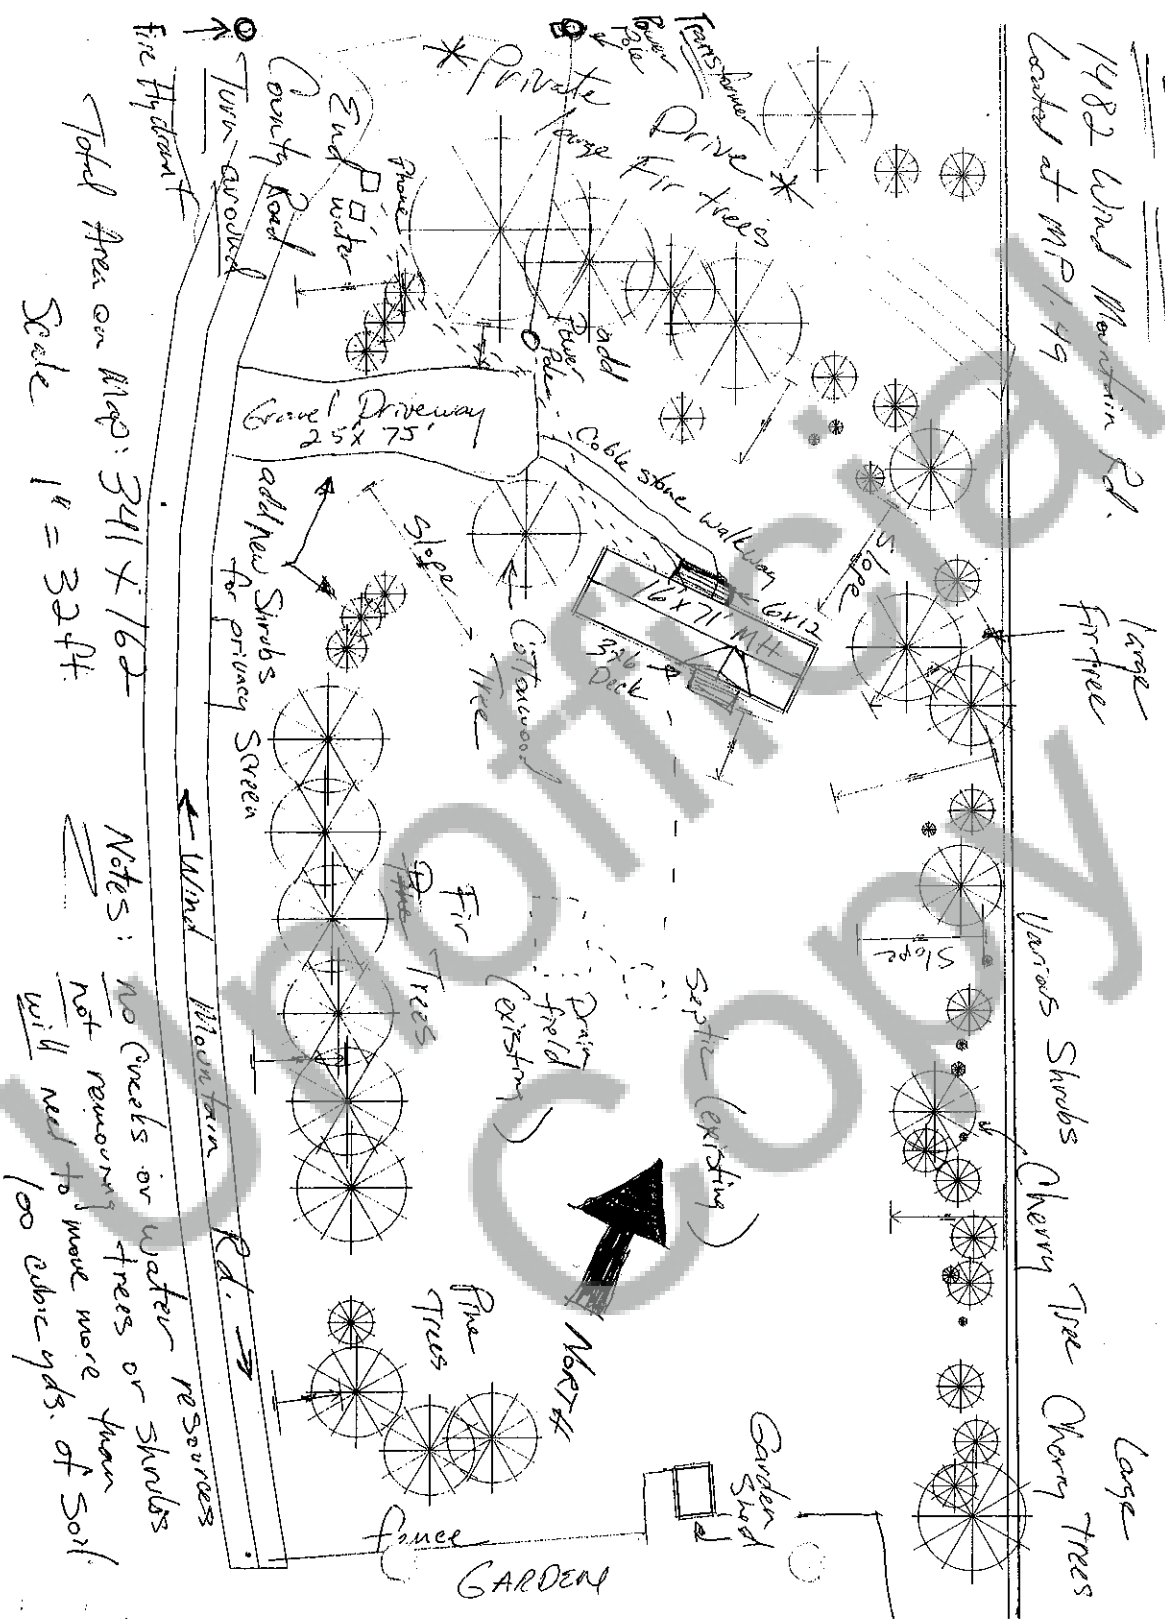 1482 Wind Mountain Rd.
Located at MP 1.49
Transformer
Power
Pole
* Private Drive *
large Fir trees
Fire Hydrant
Turn around
County Road
End
water
Phone
add
Power
Pole
Gravel Driveway
25 x 75'
Coble stone walkway
6x12
16' x 71' MH
Deck
Slope
Slope
Slope
large
Fir tree
add/new Shrubs
for privacy Screen
Cottonwood
Tree
Fir
Trees
Drain
field
(existing)
Septic (existing)
Various Shrubs
Cherry Tree
Large
Cherry Trees
← Wind Mountain Rd. →
NORTH
Pine
Trees
Garden
Shed
fence
GARDEN
Total Area on Map: 341 x 162
Scale 1" = 32 ft
Notes: no Creeks or water resources
not removing trees or shrubs
will need to move more than
100 cubic yds. of soil.
Unofficial
Copy